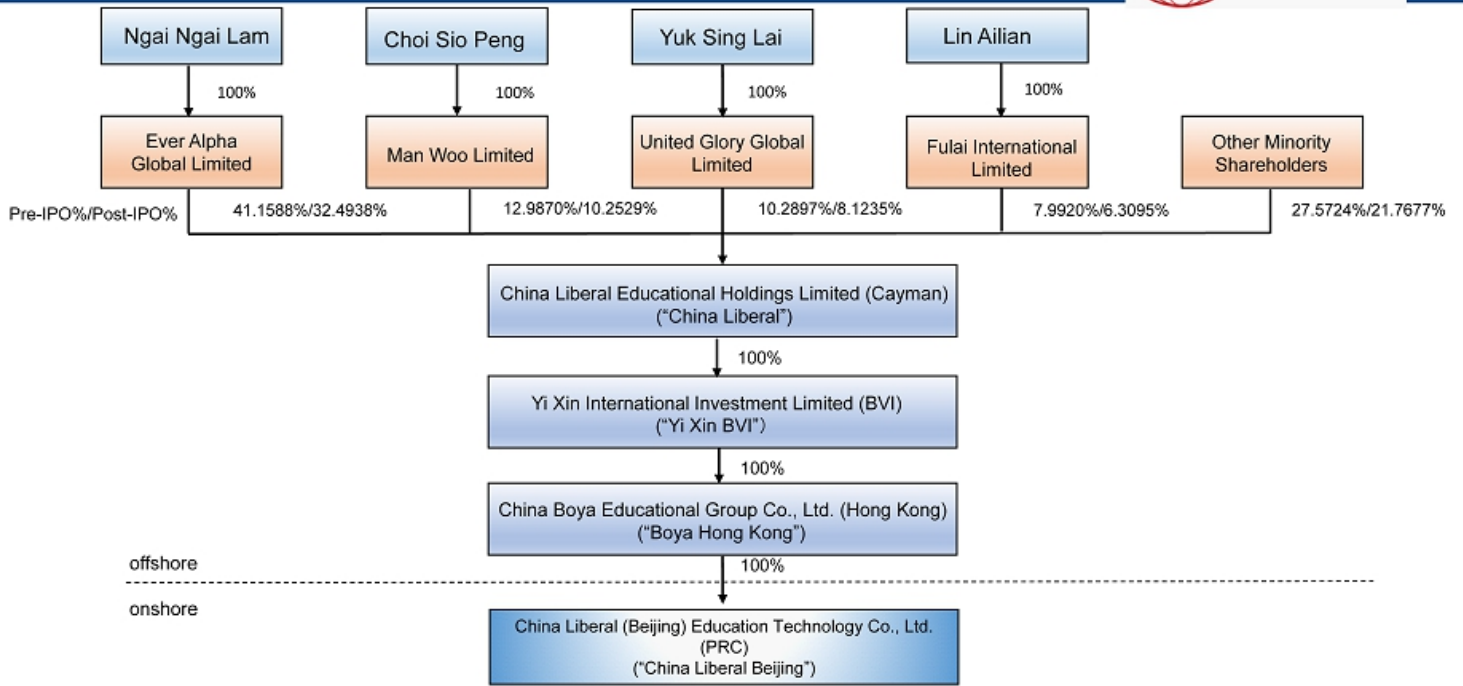 Ngai Ngai Lam
Choi Sio Peng
Yuk Sing Lai
Lin Ailian
100%
100%
100%
100%
Ever Alpha
Global Limited
Man Woo Limited
United Glory Global
Limited
Fulai International
Limited
Other Minority
Shareholders
Pre-IPO%/Post-IPO%
41.1588%/32.4938%
12.9870%/10.2529%
10.2897%/8.1235%
7.9920%/6.3095%
27.5724%/21.7677%
China Liberal Educational Holdings Limited (Cayman)
(“China Liberal”)
100%
Yi Xin International Investment Limited (BVI)
(“Yi Xin BVI”)
100%
China Boya Educational Group Co., Ltd. (Hong Kong)
(“Boya Hong Kong”)
offshore
100%
onshore
China Liberal (Beijing) Education Technology Co., Ltd.
(PRC)
(“China Liberal Beijing”)